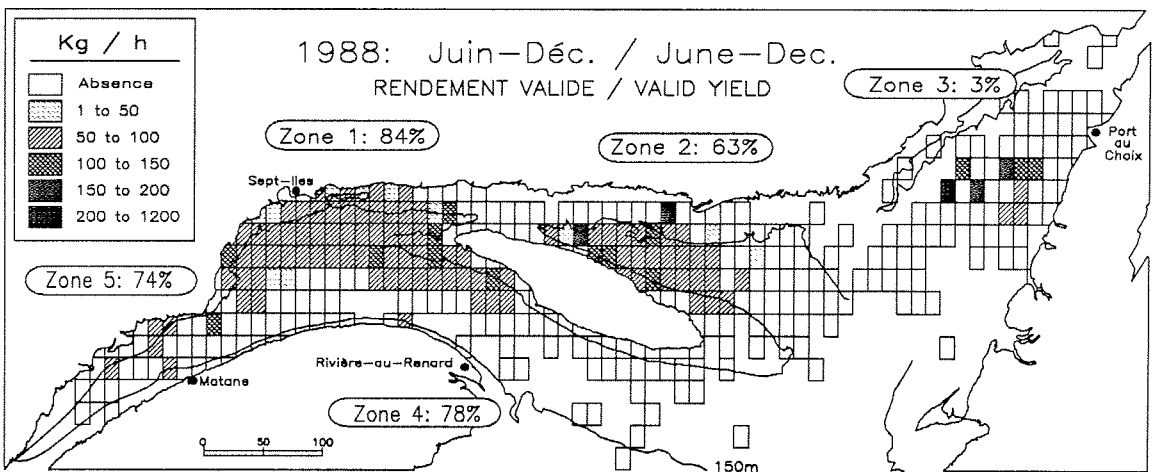 Kg / h
Absence
1 to 50
50 to 100
100 to 150
150 to 200
200 to 1200
1988: Juin-Déc. / June-Dec.
RENDEMENT VALIDE / VALID YIELD
Zone 3: 3%
Zone 1: 84%
Zone 2: 63%
Port
au
Choix
Sept-Iles
Zone 5: 74%
Rivière-au-Renard
Matane
Zone 4: 78%
0 50 100
150m